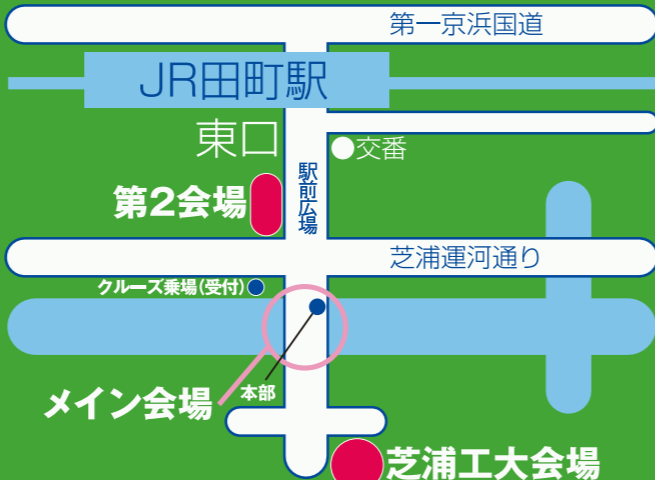 第一京浜国道
JR田町駅
東口
交番
駅前広場
第2会場
芝浦運河通り
クルーズ乗場(受付)
本部
メイン会場
芝浦工大会場